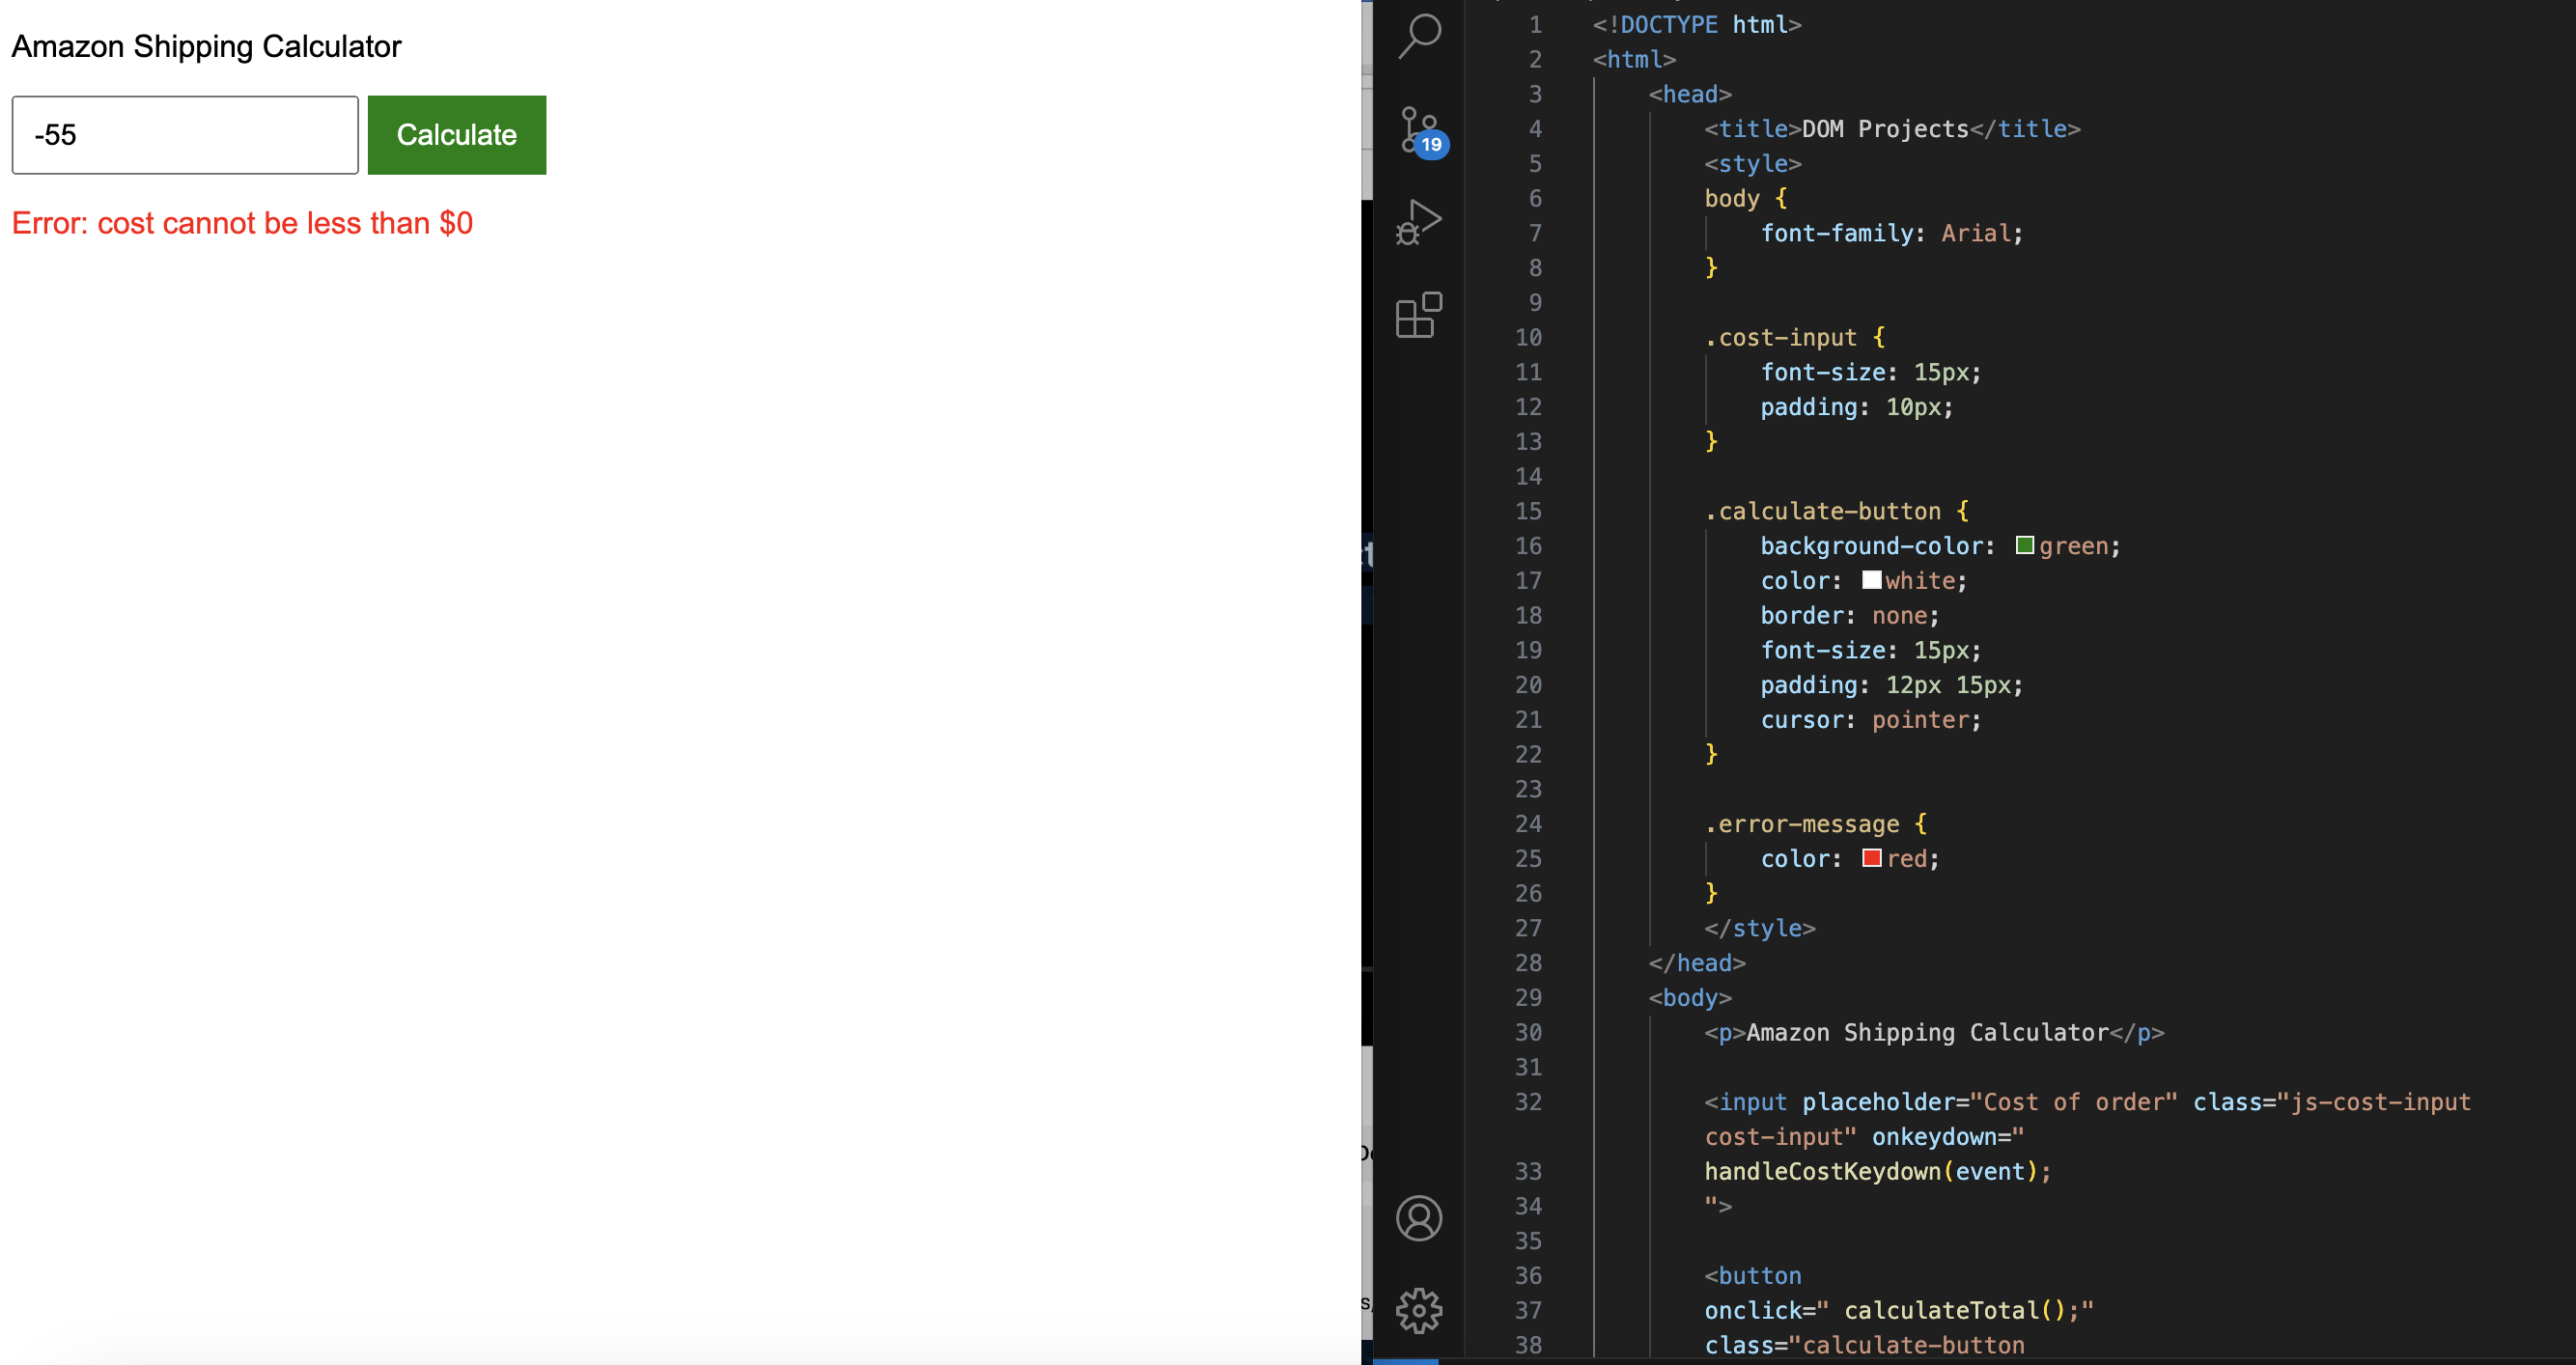 Amazon Shipping Calculator
-55
Calculate
Error: cost cannot be less than $0
19
1 <!DOCTYPE html>
2 <html>
3 <head>
4 <title>DOM Projects</title>
5 <style>
6 body {
7 font-family: Arial;
8 }
9
10 .cost-input {
11 font-size: 15px;
12 padding: 10px;
13 }
14
15 .calculate-button {
16 background-color: green;
17 color: white;
18 border: none;
19 font-size: 15px;
20 padding: 12px 15px;
21 cursor: pointer;
22 }
23
24 .error-message {
25 color: red;
26 }
27 </style>
28 </head>
29 <body>
30 <p>Amazon Shipping Calculator</p>
31
32 <input placeholder="Cost of order" class="js-cost-input
cost-input" onkeydown="
33 handleCostKeydown(event);
34 ">
35
36 <button
37 onclick=" calculateTotal();"
38 class="calculate-button